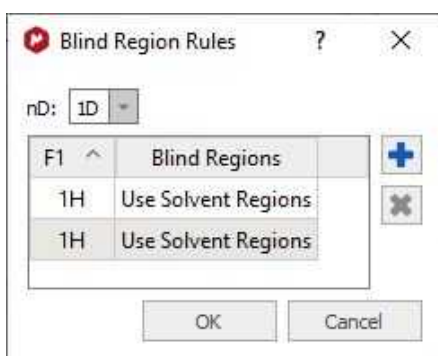 Blind Region Rules ?
nD: 1D
F1 Blind Regions
1H Use Solvent Regions
1H Use Solvent Regions
OK Cancel